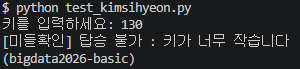 $ python test_kimsihyeon.py
키를 입력하세요: 130
[미들확인] 탑승 불가 : 키가 너무 작습니다
(bigdata2026-basic)